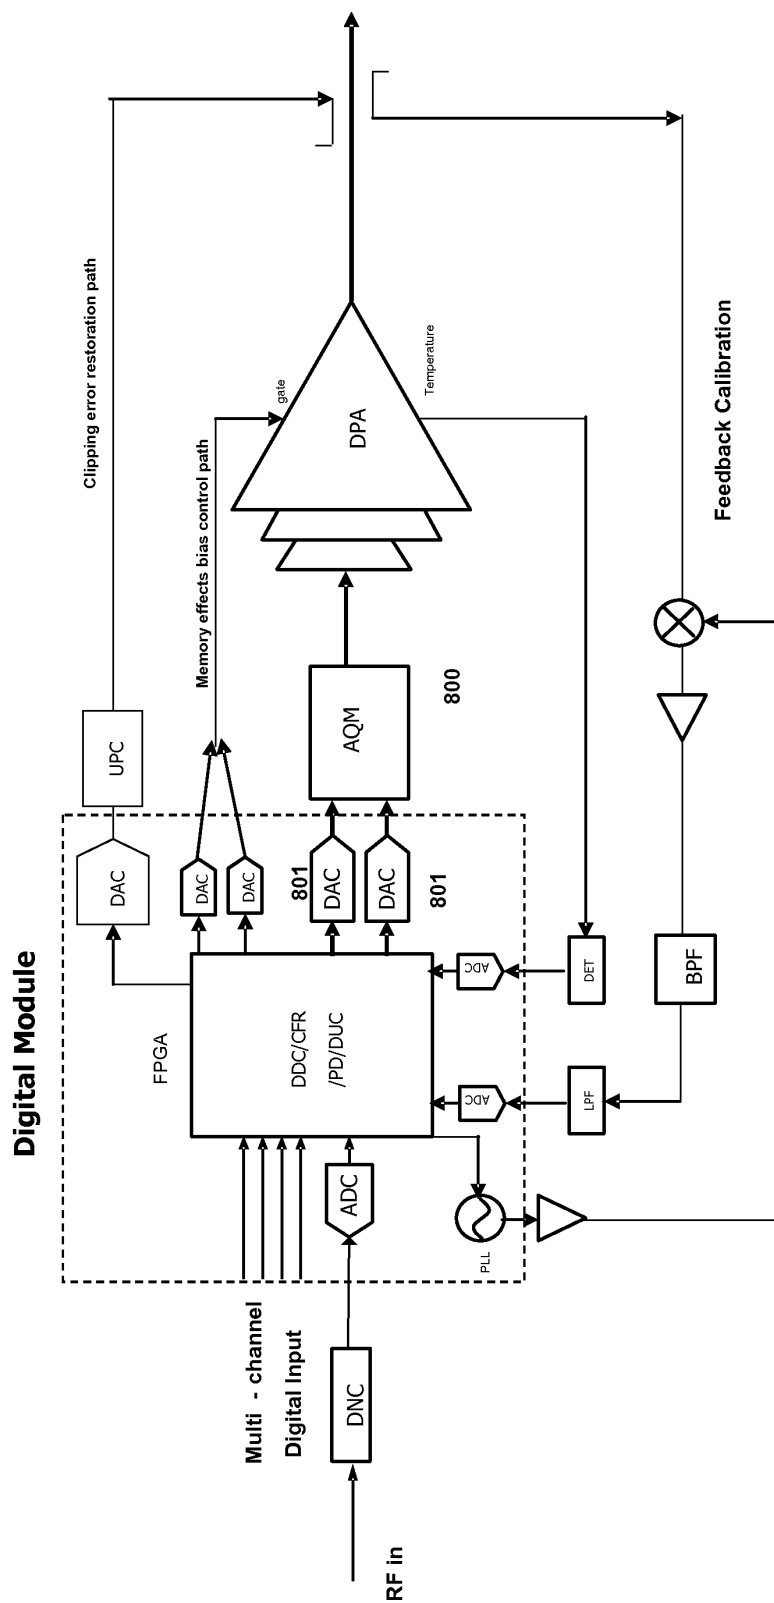 Digital Module
Clipping error restoration path
UPC
DAC
Memory effects bias control path
gate
DAC
DAC
DPA
Temperature
AQM
800
801
DAC
DAC
801
FPGA
DDC/CFR
/PD/DUC
ADC
DET
ADC
LPF
BPF
Feedback Calibration
ADC
PLL
Multi - channel
Digital Input
DNC
RF in